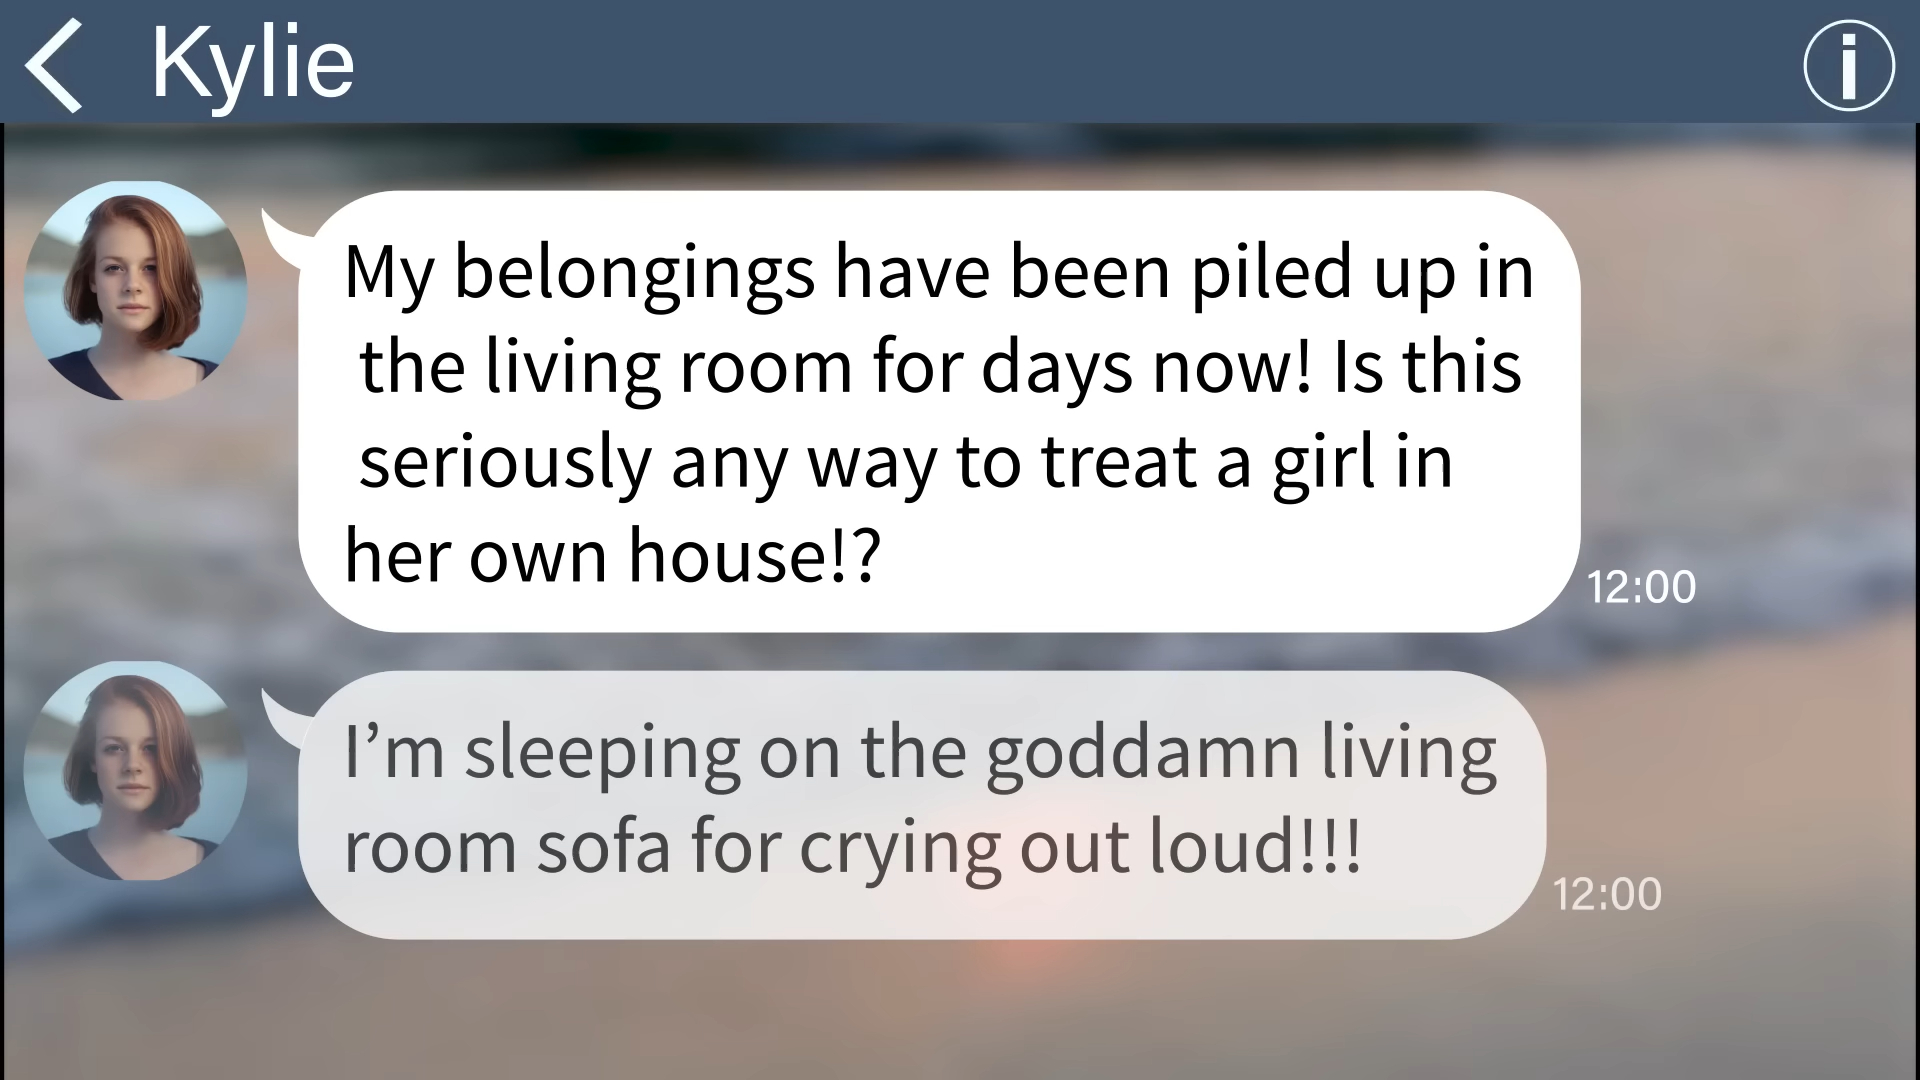 Kylie
My belongings have been piled up in
the living room for days now! Is this
seriously any way to treat a girl in
her own house!?
12:00
I’m sleeping on the goddamn living
room sofa for crying out loud!!!
12:00